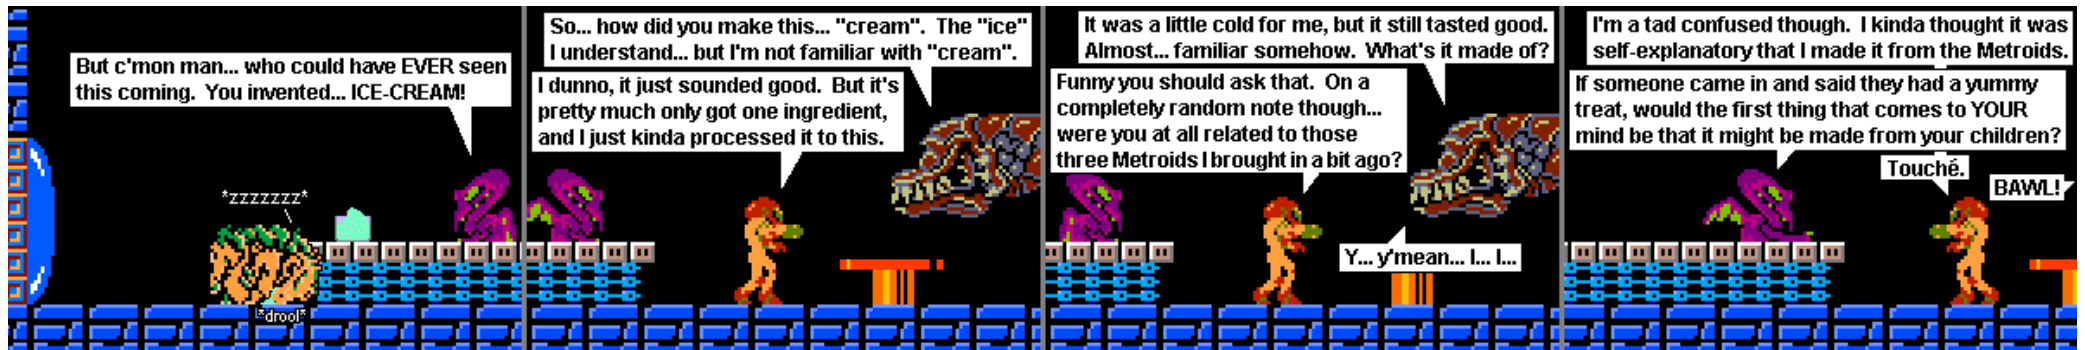 But c'mon man... who could have EVER seen
this coming.  You invented... ICE-CREAM!
*zzzzzzz*
*drool*
So... how did you make this... "cream".  The "ice"
I understand... but I'm not familiar with "cream".
I dunno, it just sounded good.  But it's
pretty much only got one ingredient,
and I just kinda processed it to this.
It was a little cold for me, but it still tasted good.
Almost... familiar somehow.  What's it made of?
Funny you should ask that.  On a
completely random note though...
were you at all related to those
three Metroids I brought in a bit ago?
Y... y'mean... I... I...
I'm a tad confused though.  I kinda thought it was
self-explanatory that I made it from the Metroids.
If someone came in and said they had a yummy
treat, would the first thing that comes to YOUR
mind be that it might be made from your children?
Touché.
BAWL!